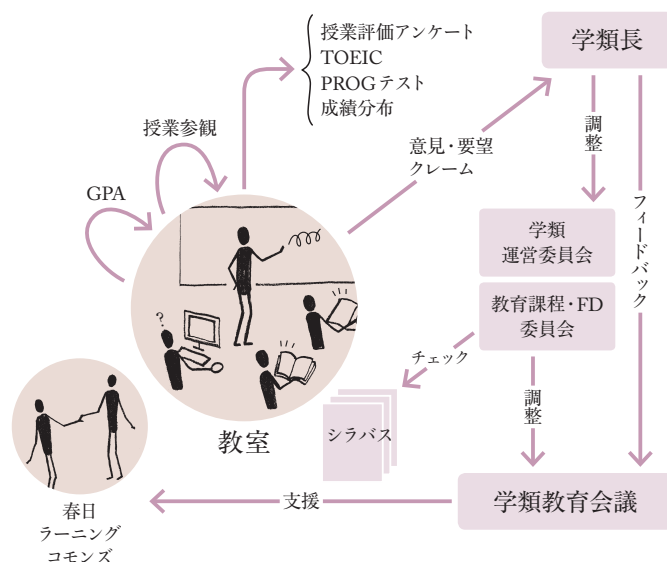 授業評価アンケート
TOEIC
PROGテスト
成績分布
学類長
授業参観
GPA
意見・要望
クレーム
調整
フィードバック
学類
運営委員会
教育課程・FD
委員会
?
チェック
調整
シラバス
教室
学類教育会議
支援
春日
ラーニング
コモンズ